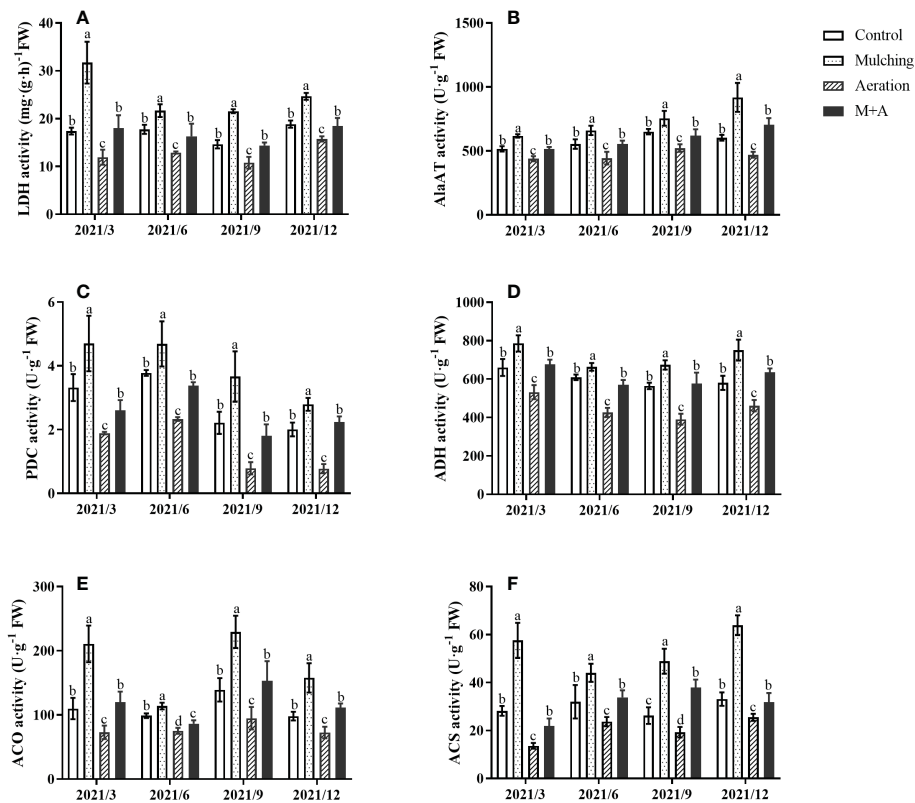 A
LDH activity (mg·(g·h)⁻¹FW)
40
30
20
10
0
b a c b b a c b b a c b b a c b
2021/3 2021/6 2021/9 2021/12
B
AlaAT activity (U·g⁻¹ FW)
1500
1000
500
0
b a c b b a c b b a c b b a c b
2021/3 2021/6 2021/9 2021/12
Control
Mulching
Aeration
M+A
C
PDC activity (U·g⁻¹ FW)
6
4
2
0
b a c b b a c b b a c b b a c b
2021/3 2021/6 2021/9 2021/12
D
ADH activity (U·g⁻¹ FW)
1000
800
600
400
200
0
b a c b b a c b b a c b b a c b
2021/3 2021/6 2021/9 2021/12
E
ACO activity (U·g⁻¹ FW)
300
200
100
0
b a c b b a d b b a c b b a c b
2021/3 2021/6 2021/9 2021/12
F
ACS activity (U·g⁻¹ FW)
80
60
40
20
0
b a c b b a c b c a d b b a c b
2021/3 2021/6 2021/9 2021/12